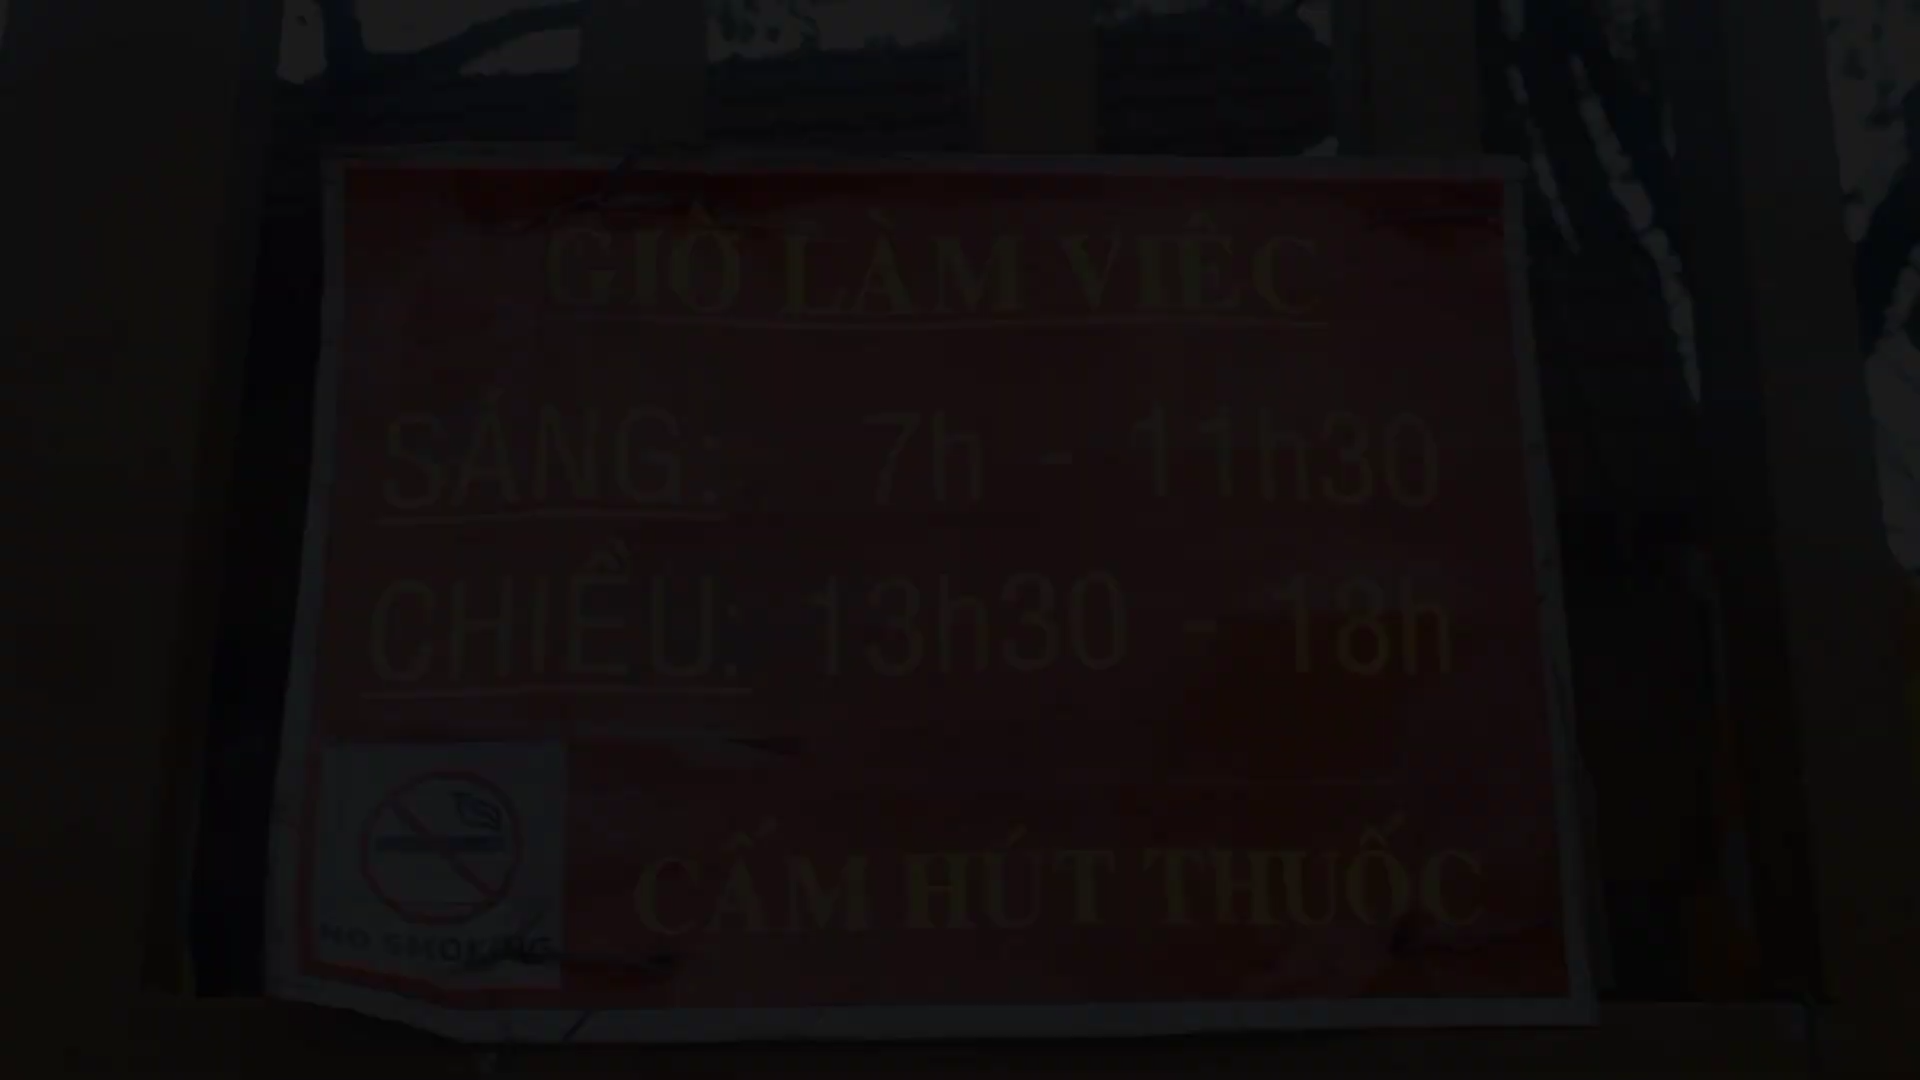 GIỜ LÀM VIỆC
SÁNG: 7h - 11h30
CHIỀU: 13h30 - 18h
CẤM HÚT THUỐC
NO SMOKING